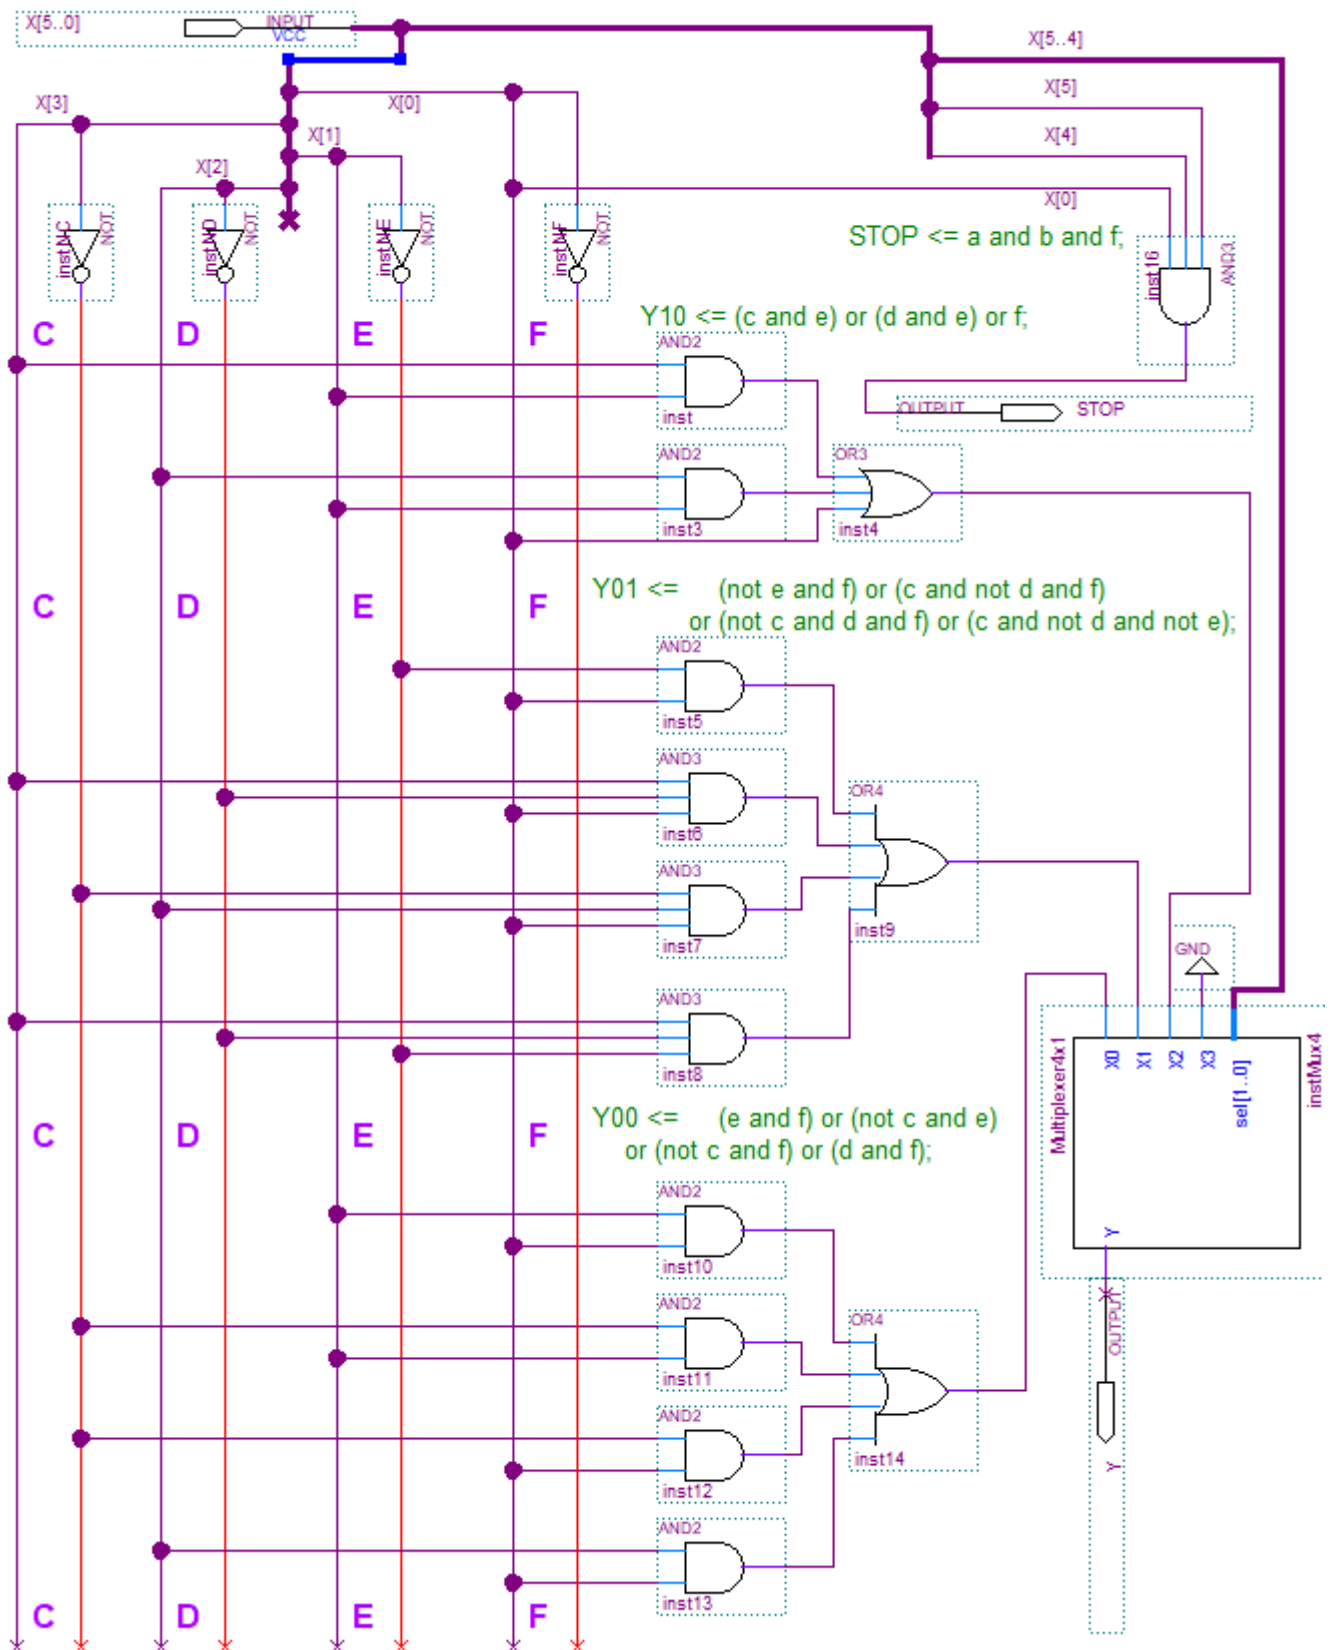 X[5..0]
INPUT
VCC
X[5..4]
X[5]
X[3]
X[0]
X[1]
X[4]
X[2]
X[0]
instNC
NOT
instND
NOT
instNE
NOT
instNF
NOT
STOP <= a and b and f;
inst16
AND3
C
D
E
F
Y10 <= (c and e) or (d and e) or f;
AND2
inst
OUTPUT
STOP
AND2
inst3
OR3
inst4
C
D
E
F
Y01 <= (not e and f) or (c and not d and f)
or (not c and d and f) or (c and not d and not e);
AND2
inst5
AND3
inst6
OR4
inst9
AND3
inst7
GND
AND3
inst8
Multiplexer4x1
X0
X1
X2
X3
sel[1..0]
instMux4
Y
C
D
E
F
Y00 <= (e and f) or (not c and e)
or (not c and f) or (d and f);
AND2
inst10
AND2
inst11
OR4
inst14
OUTPUT
Y
AND2
inst12
AND2
inst13
C
D
E
F